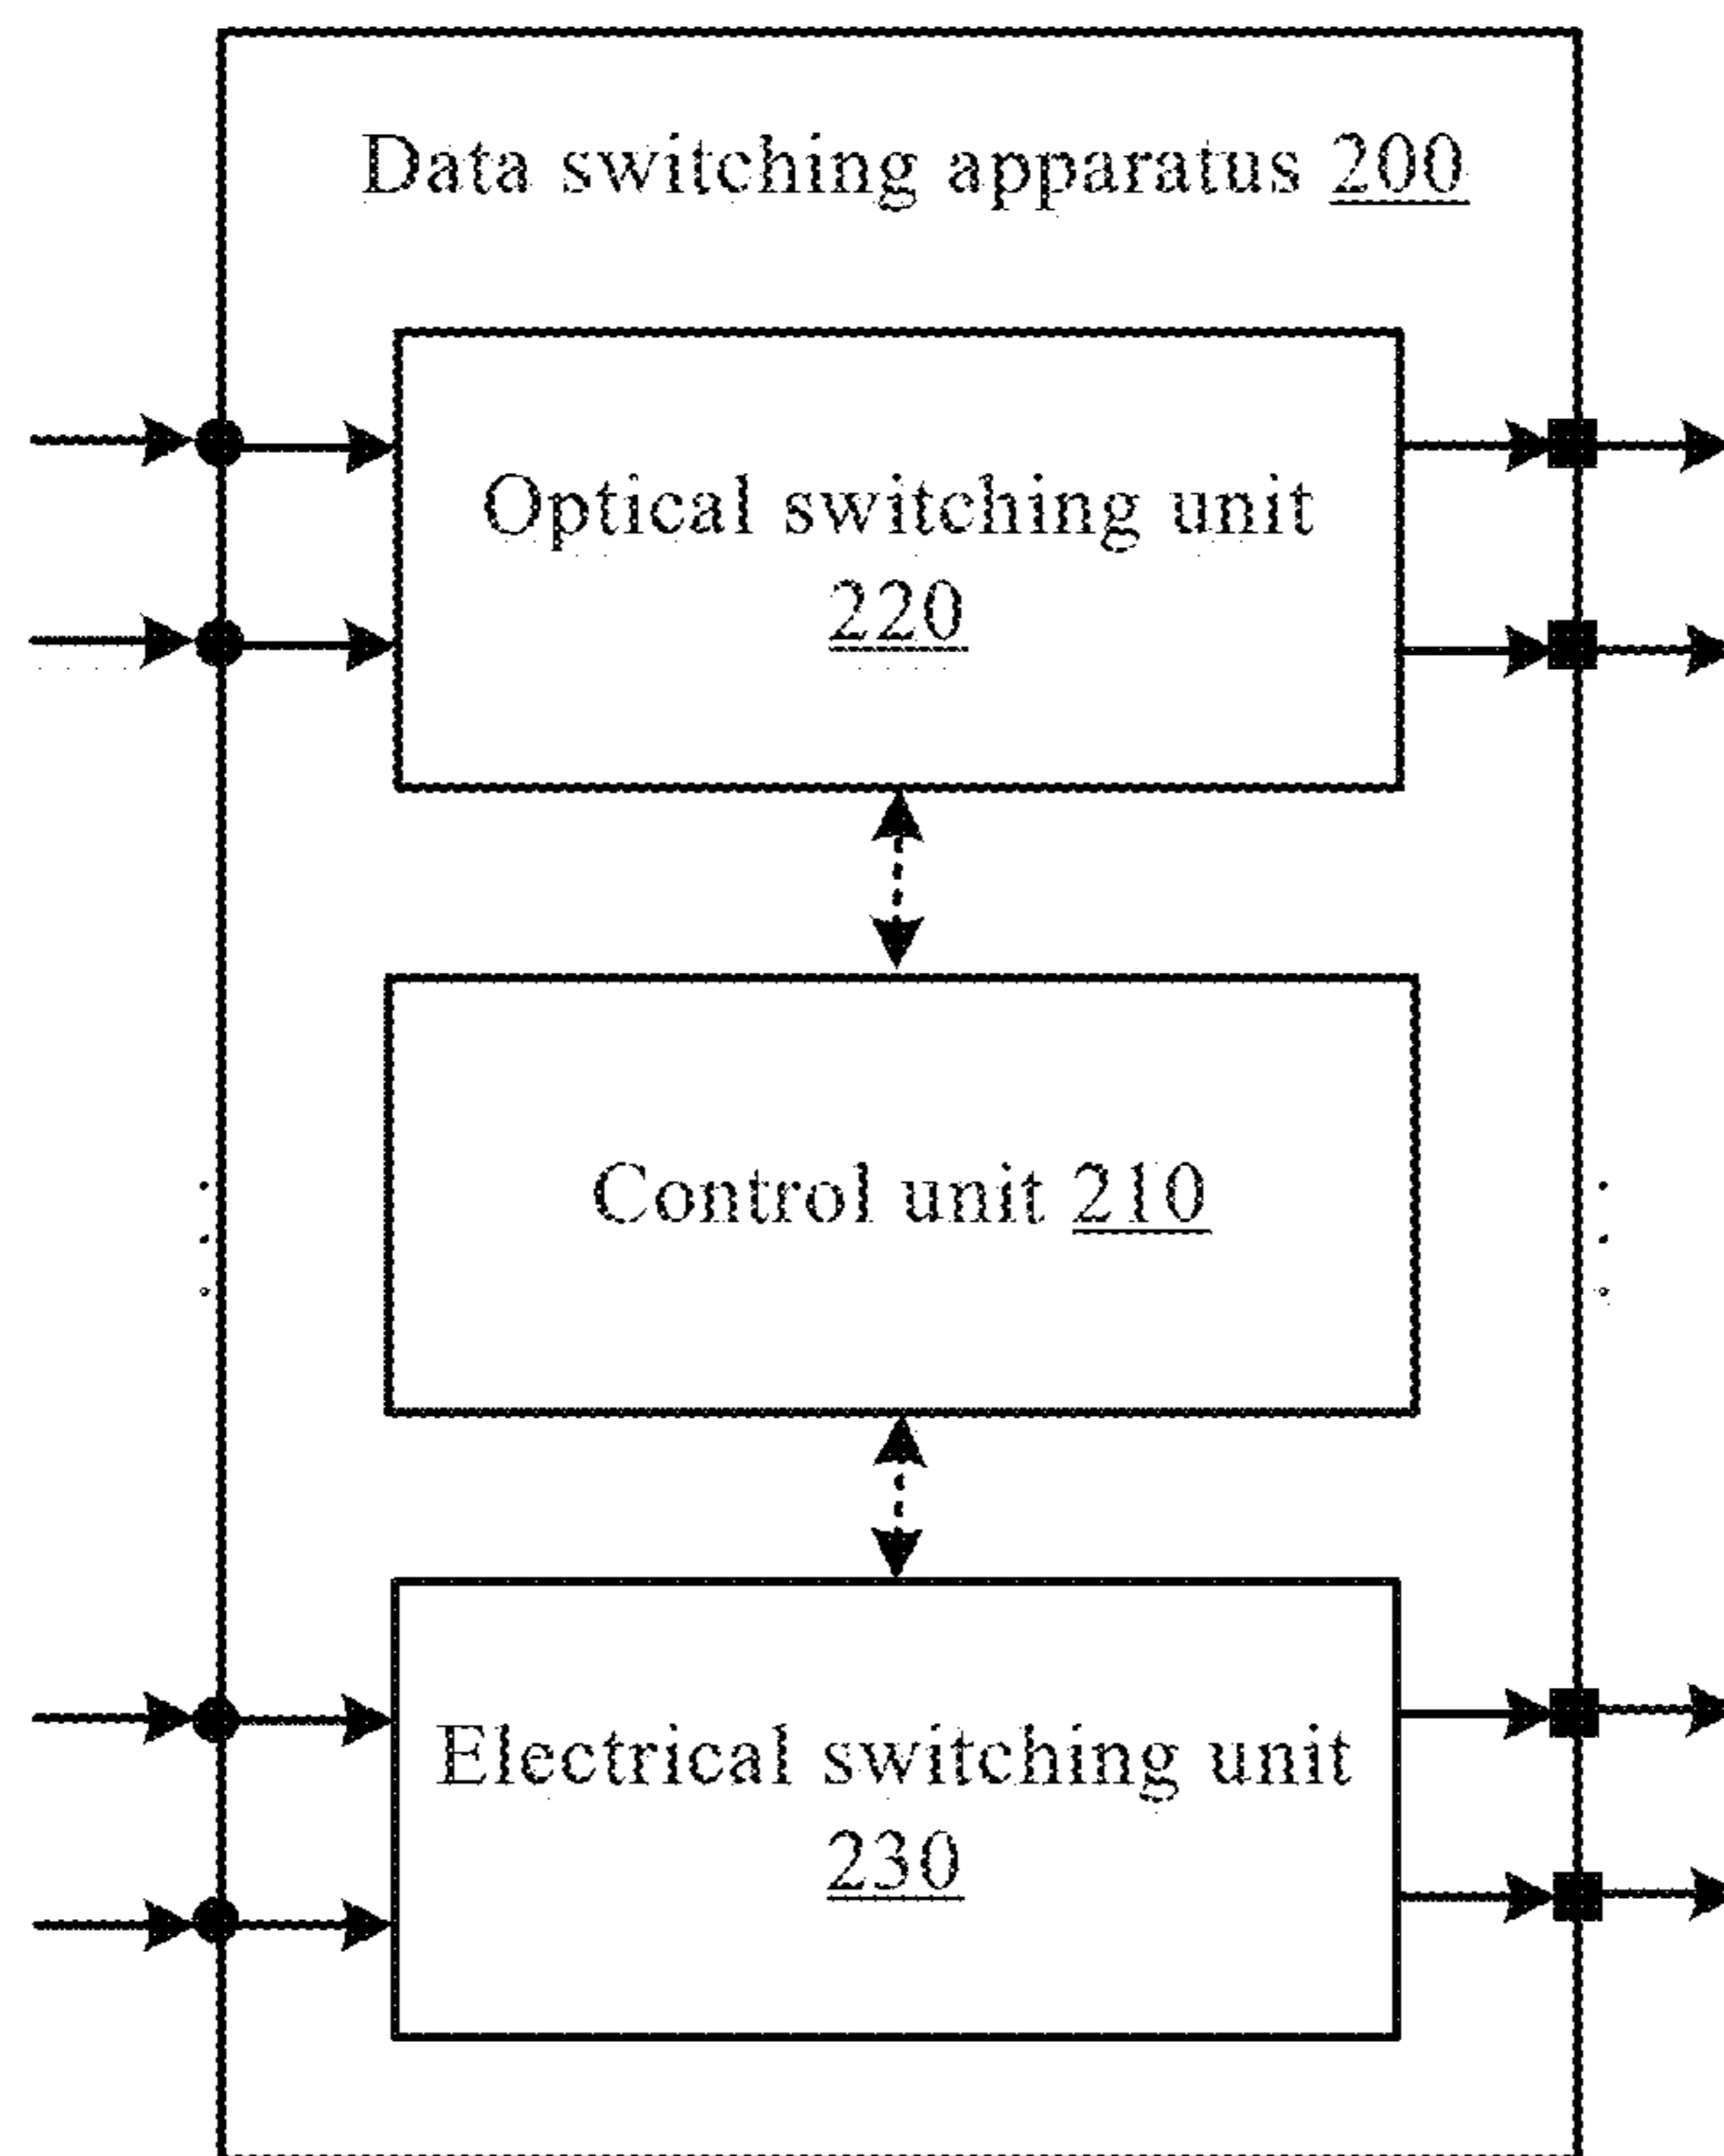 Data switching apparatus 200
Optical switching unit
220
Control unit 210
Electrical switching unit
230